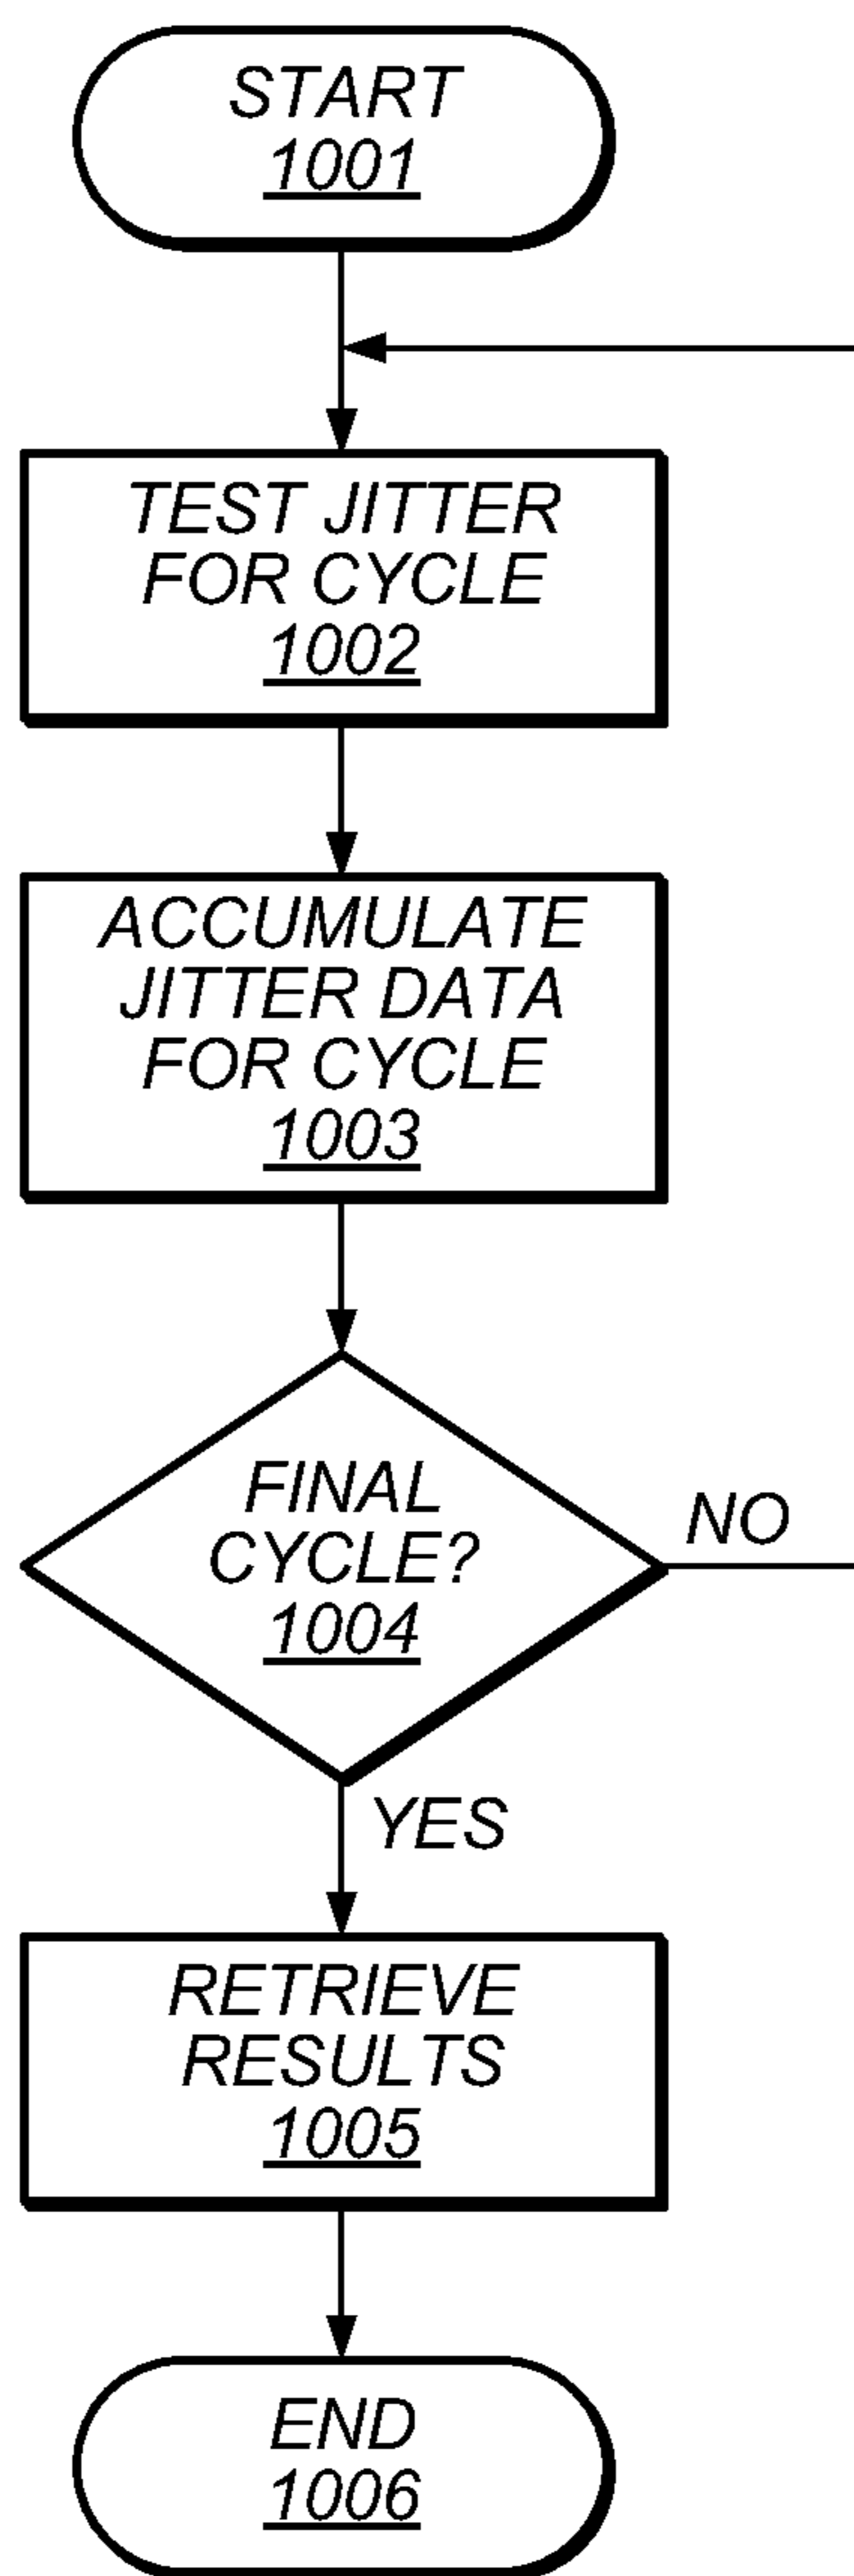 START
1001
TEST JITTER
FOR CYCLE
1002
ACCUMULATE
JITTER DATA
FOR CYCLE
1003
FINAL
CYCLE?
1004
NO
YES
RETRIEVE
RESULTS
1005
END
1006